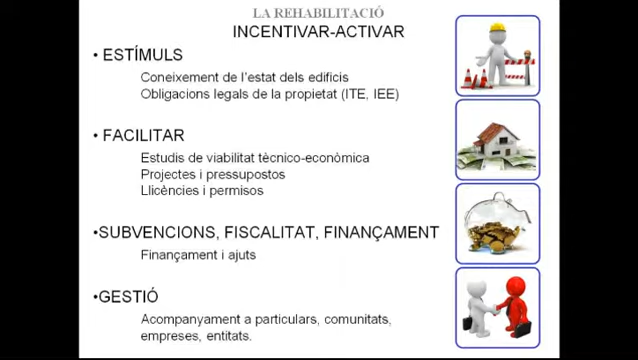 LA REHABILITACIÓ
INCENTIVAR-ACTIVAR
•ESTÍMULS
Coneixement de l'estat dels edificis
Obligacions legals de la propietat (ITE, IEE)
•FACILITAR
Estudis de viabilitat tècnico-econòmica
Projectes i pressupostos
Llicències i permisos
•SUBVENCIONS, FISCALITAT, FINANÇAMENT
Finançament i ajuts
•GESTIÓ
Acompanyament a particulars, comunitats,
empreses, entitats.